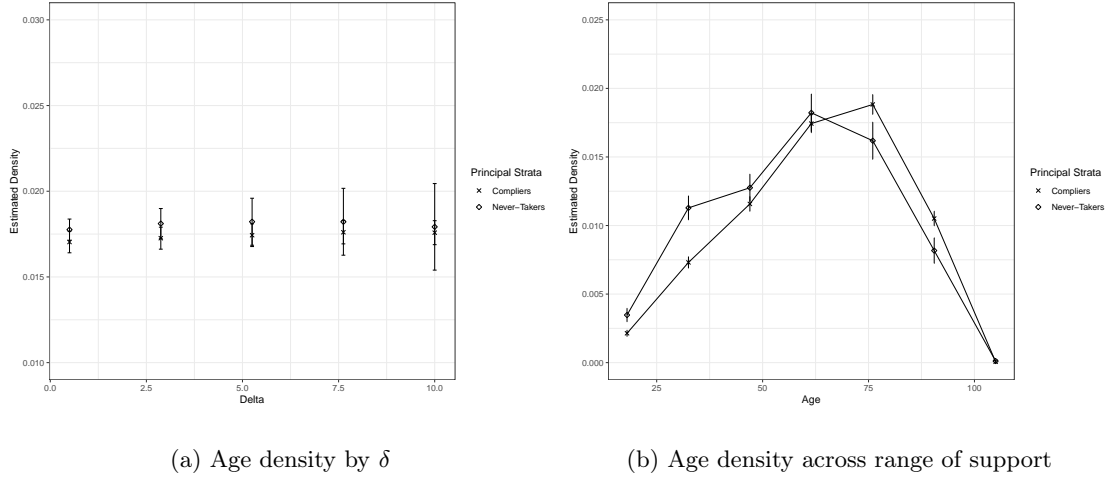 0.030
0.025
0.020
0.015
0.010
Estimated Density
0.0
2.5
5.0
7.5
10.0
Delta
Principal Strata
Compliers
Never−Takers
(a) Age density by δ
0.025
0.020
0.015
0.010
0.005
0.000
Estimated Density
25
50
75
100
Age
Principal Strata
Compliers
Never−Takers
(b) Age density across range of support